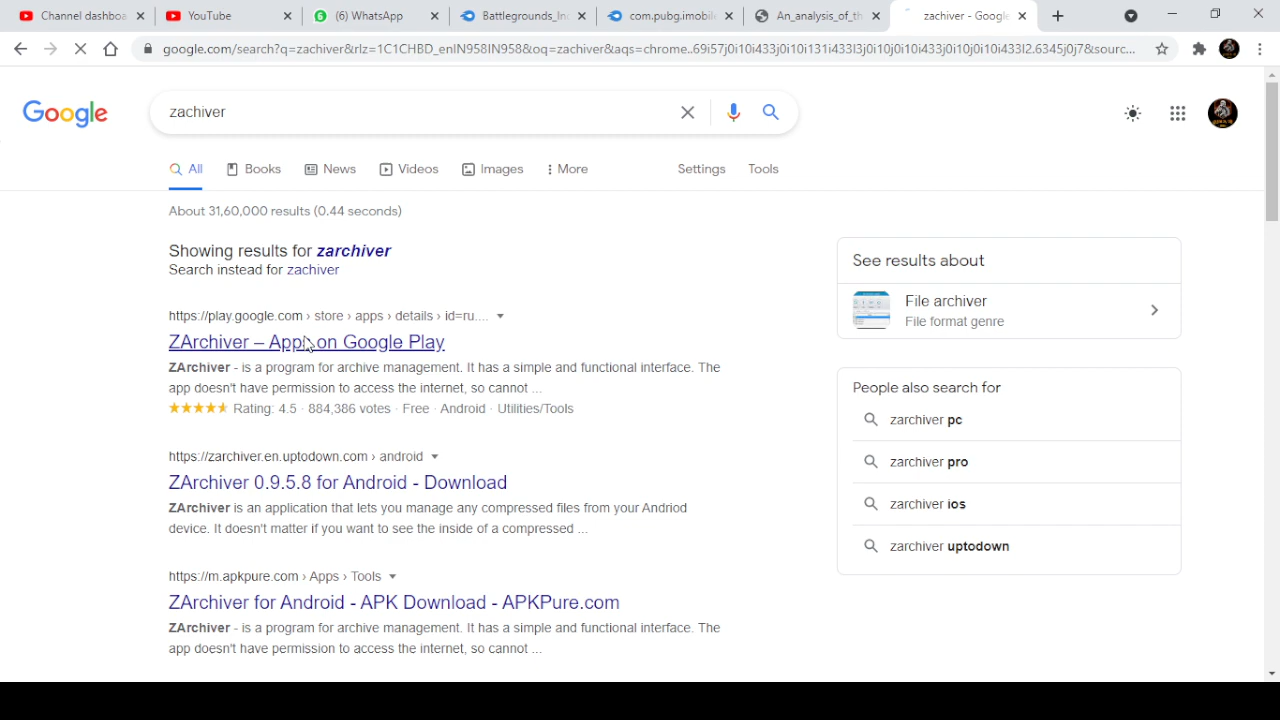 Channel dashboa
YouTube
(6) WhatsApp
Battlegrounds_In
com.pubg.imobile
An_analysis_of_th
zachiver - Google
google.com/search?q=zachiver&rlz=1C1CHBD_enIN958IN958&oq=zachiver&aqs=chrome..69i57j0i10i433j0i10i131i433l3j0i10j0i10i433j0i10j0i10i433l2.6345j0j7&sourc...
Google
zachiver
All
Books
News
Videos
Images
More
Settings
Tools
About 31,60,000 results (0.44 seconds)
Showing results for zarchiver
Search instead for zachiver
https://play.google.com › store › apps › details › id=ru....
ZArchiver – Apps on Google Play
ZArchiver - is a program for archive management. It has a simple and functional interface. The
app doesn't have permission to access the internet, so cannot ...
Rating: 4.5 · 884,386 votes · Free · Android · Utilities/Tools
https://zarchiver.en.uptodown.com › android
ZArchiver 0.9.5.8 for Android - Download
ZArchiver is an application that lets you manage any compressed files from your Andriod
device. It doesn't matter if you want to see the inside of a compressed ...
https://m.apkpure.com › Apps › Tools
ZArchiver for Android - APK Download - APKPure.com
ZArchiver - is a program for archive management. It has a simple and functional interface. The
app doesn't have permission to access the internet, so cannot ...
See results about
File archiver
File format genre
People also search for
zarchiver pc
zarchiver pro
zarchiver ios
zarchiver uptodown